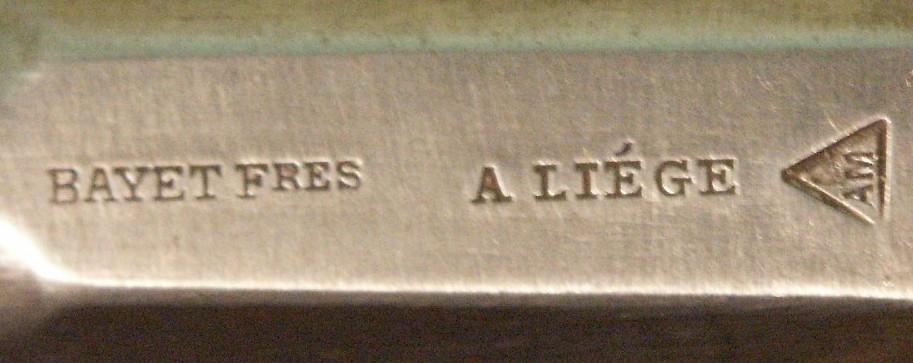 BAYET FRES A LIÉGE AM